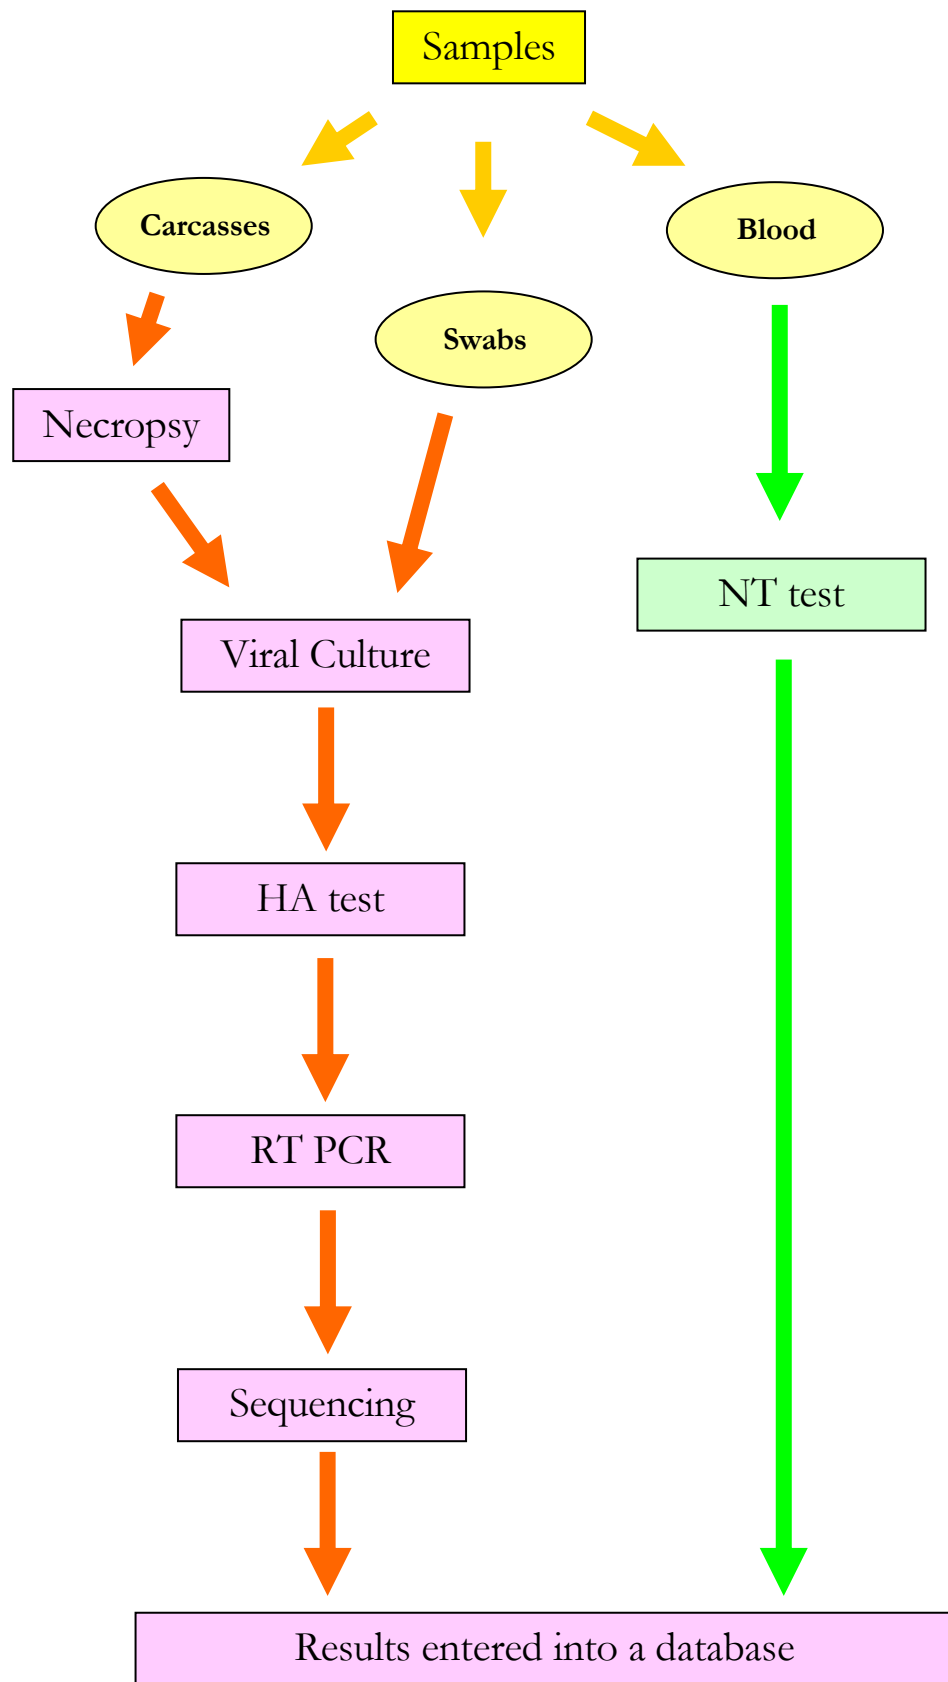 Samples
Carcasses
Blood
Swabs
Necropsy
NT test
Viral Culture
HA test
RT PCR
Sequencing
Results entered into a database